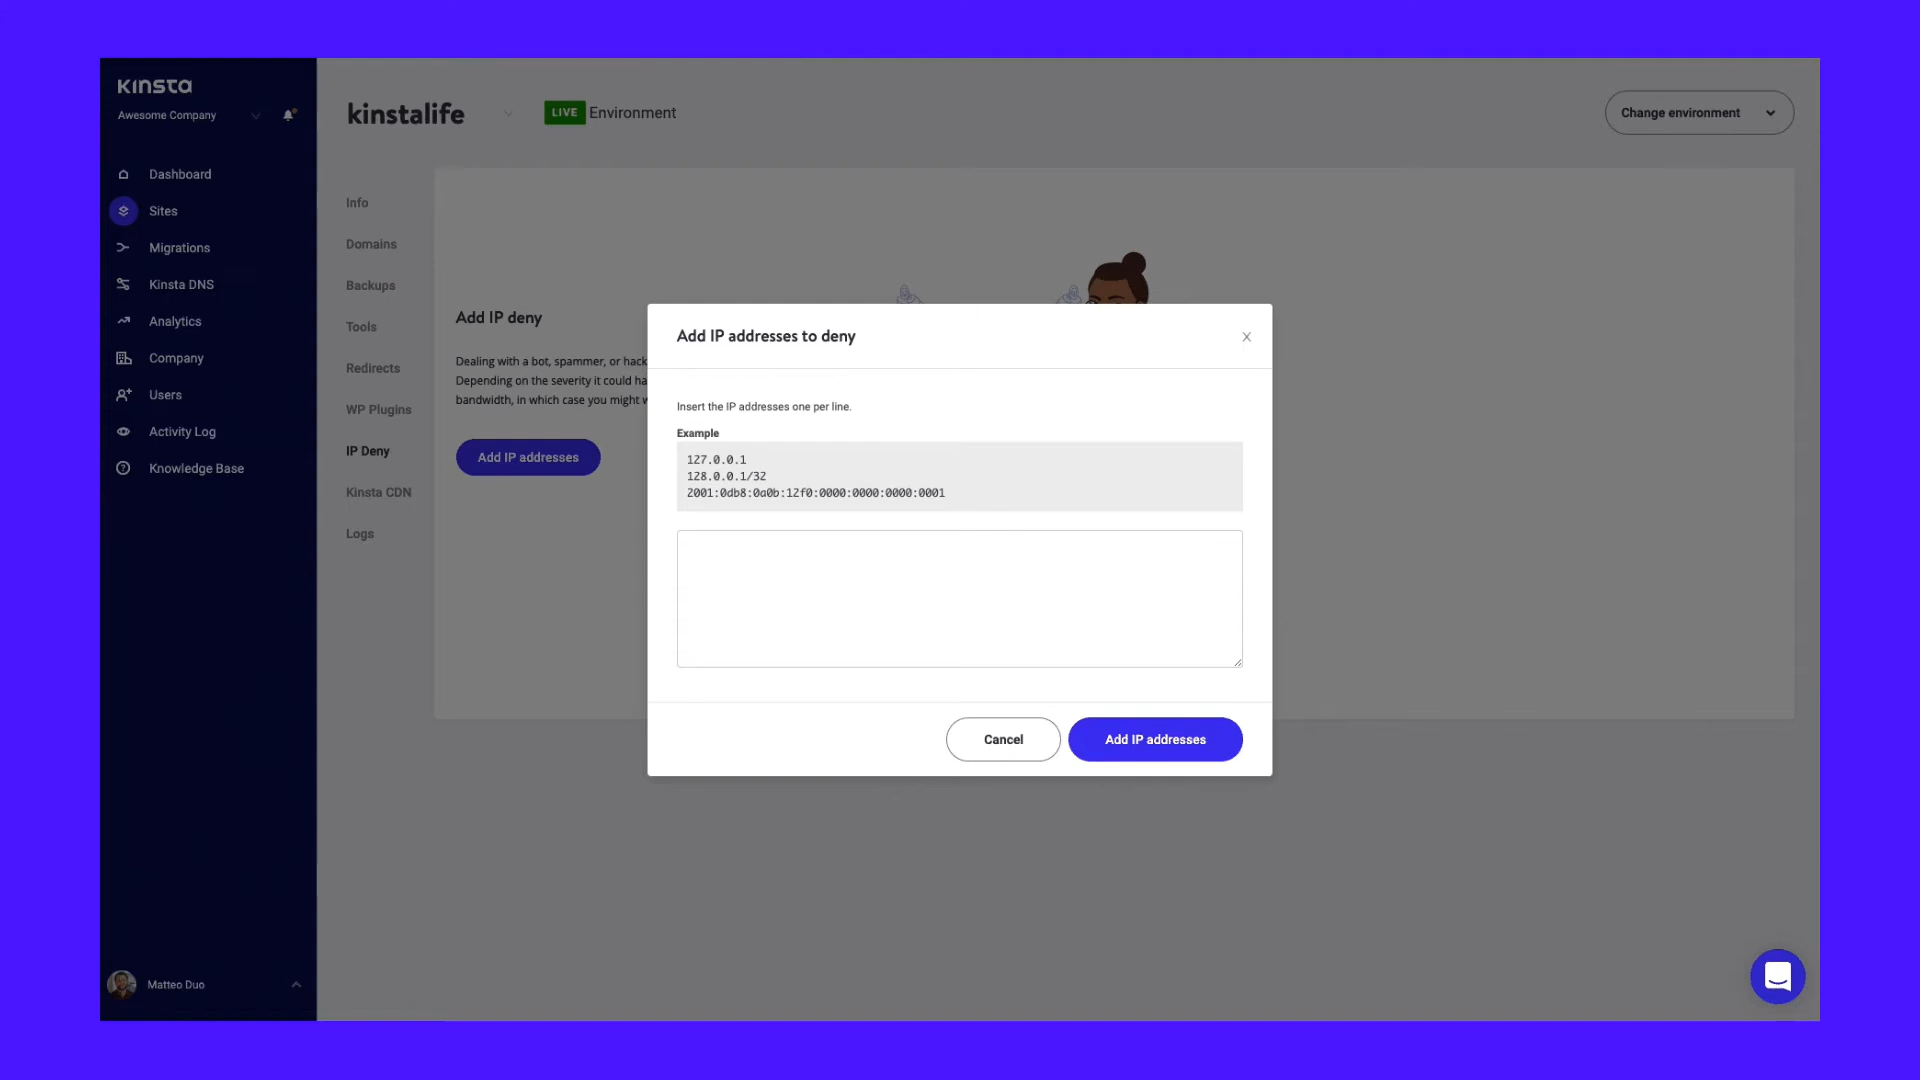 KINSTA
Awesome Company
Dashboard
Sites
Migrations
Kinsta DNS
Analytics
Company
Users
Activity Log
Knowledge Base
Matteo Duo
kinstalife
LIVE Environment
Change environment
Info
Domains
Backups
Tools
Redirects
WP Plugins
IP Deny
Kinsta CDN
Logs
Add IP deny
Dealing with a bot, spammer, or hack
Depending on the severity it could ha
bandwidth, in which case you might w
Add IP addresses
Add IP addresses to deny
Insert the IP addresses one per line.
Example
127.0.0.1
128.0.0.1/32
2001:0db8:0a0b:12f0:0000:0000:0000:0001
Cancel
Add IP addresses